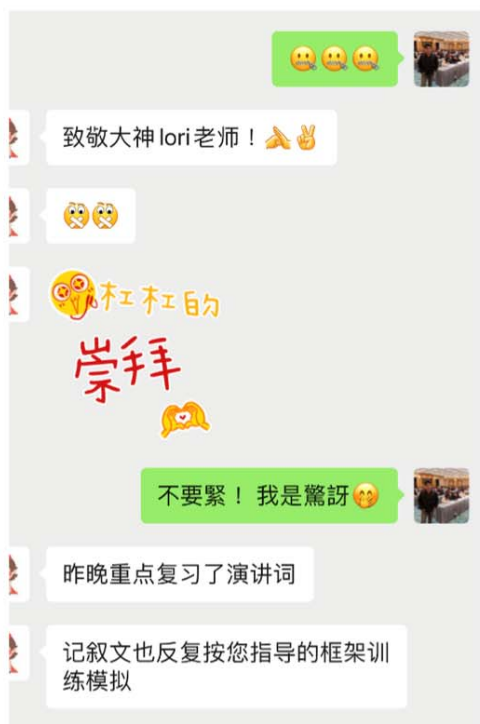 致敬大神lori老师！
杠杠的
崇拜
不要緊！ 我是驚訝
昨晚重点复习了演讲词
记叙文也反复按您指导的框架训
练模拟